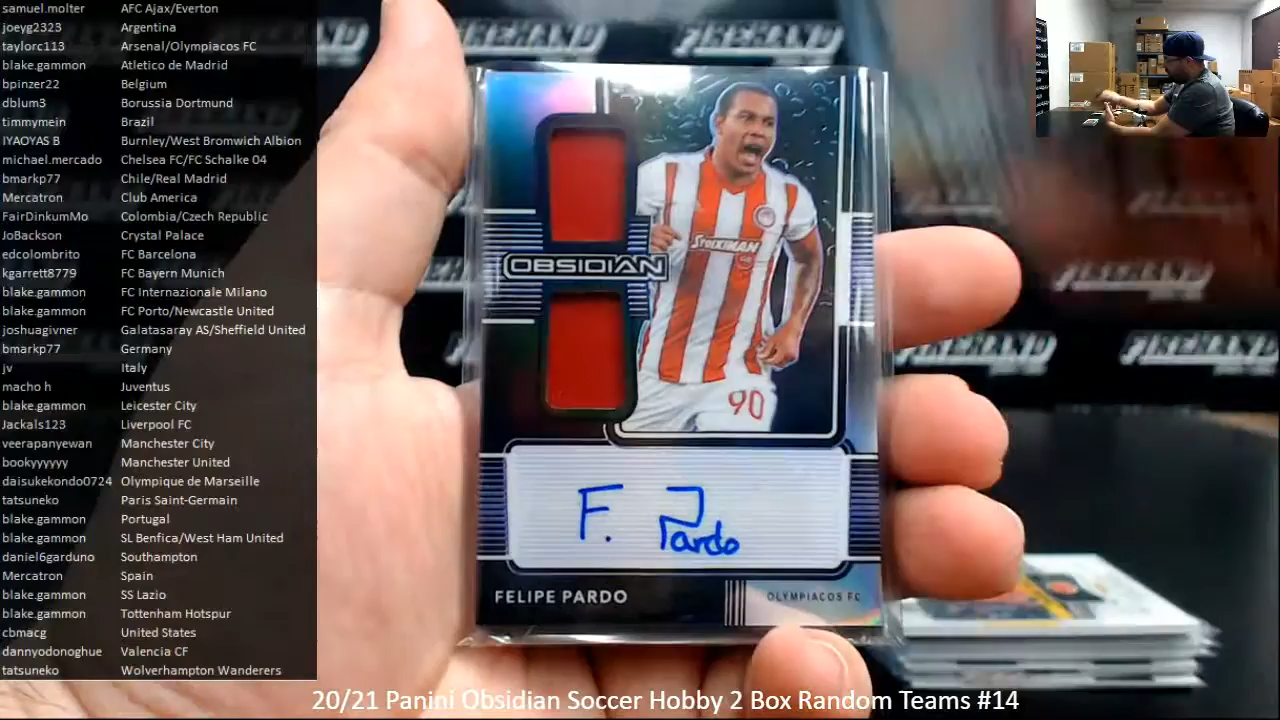 samuel.molter AFC Ajax/Everton
joeyg2323 Argentina
taylorc113 Arsenal/Olympiacos FC
blake.gammon Atletico de Madrid
bpinzer22 Belgium
dblum3 Borussia Dortmund
timmymein Brazil
IYAOYAS B Burnley/West Bromwich Albion
michael.mercado Chelsea FC/FC Schalke 04
bmarkp77 Chile/Real Madrid
Mercatron Club America
FairDinkumMo Colombia/Czech Republic
JoBackson Crystal Palace
edcolombrito FC Barcelona
kgarrett8779 FC Bayern Munich
blake.gammon FC Internazionale Milano
blake.gammon FC Porto/Newcastle United
joshuagivner Galatasaray AS/Sheffield United
bmarkp77 Germany
jv Italy
macho h Juventus
blake.gammon Leicester City
Jackals123 Liverpool FC
veerapanyewan Manchester City
bookyyyyyy Manchester United
daisukekondo0724 Olympique de Marseille
tatsuneko Paris Saint-Germain
blake.gammon Portugal
blake.gammon SL Benfica/West Ham United
daniel6garduno Southampton
Mercatron Spain
blake.gammon SS Lazio
blake.gammon Tottenham Hotspur
cbmacg United States
dannyodonoghue Valencia CF
tatsuneko Wolverhampton Wanderers
FIREHAND
FIREHAND
STOIXIMAN
OBSIDIAN
90
F. Pardo
FELIPE PARDO
OLYMPIACOS FC
20/21 Panini Obsidian Soccer Hobby 2 Box Random Teams #14